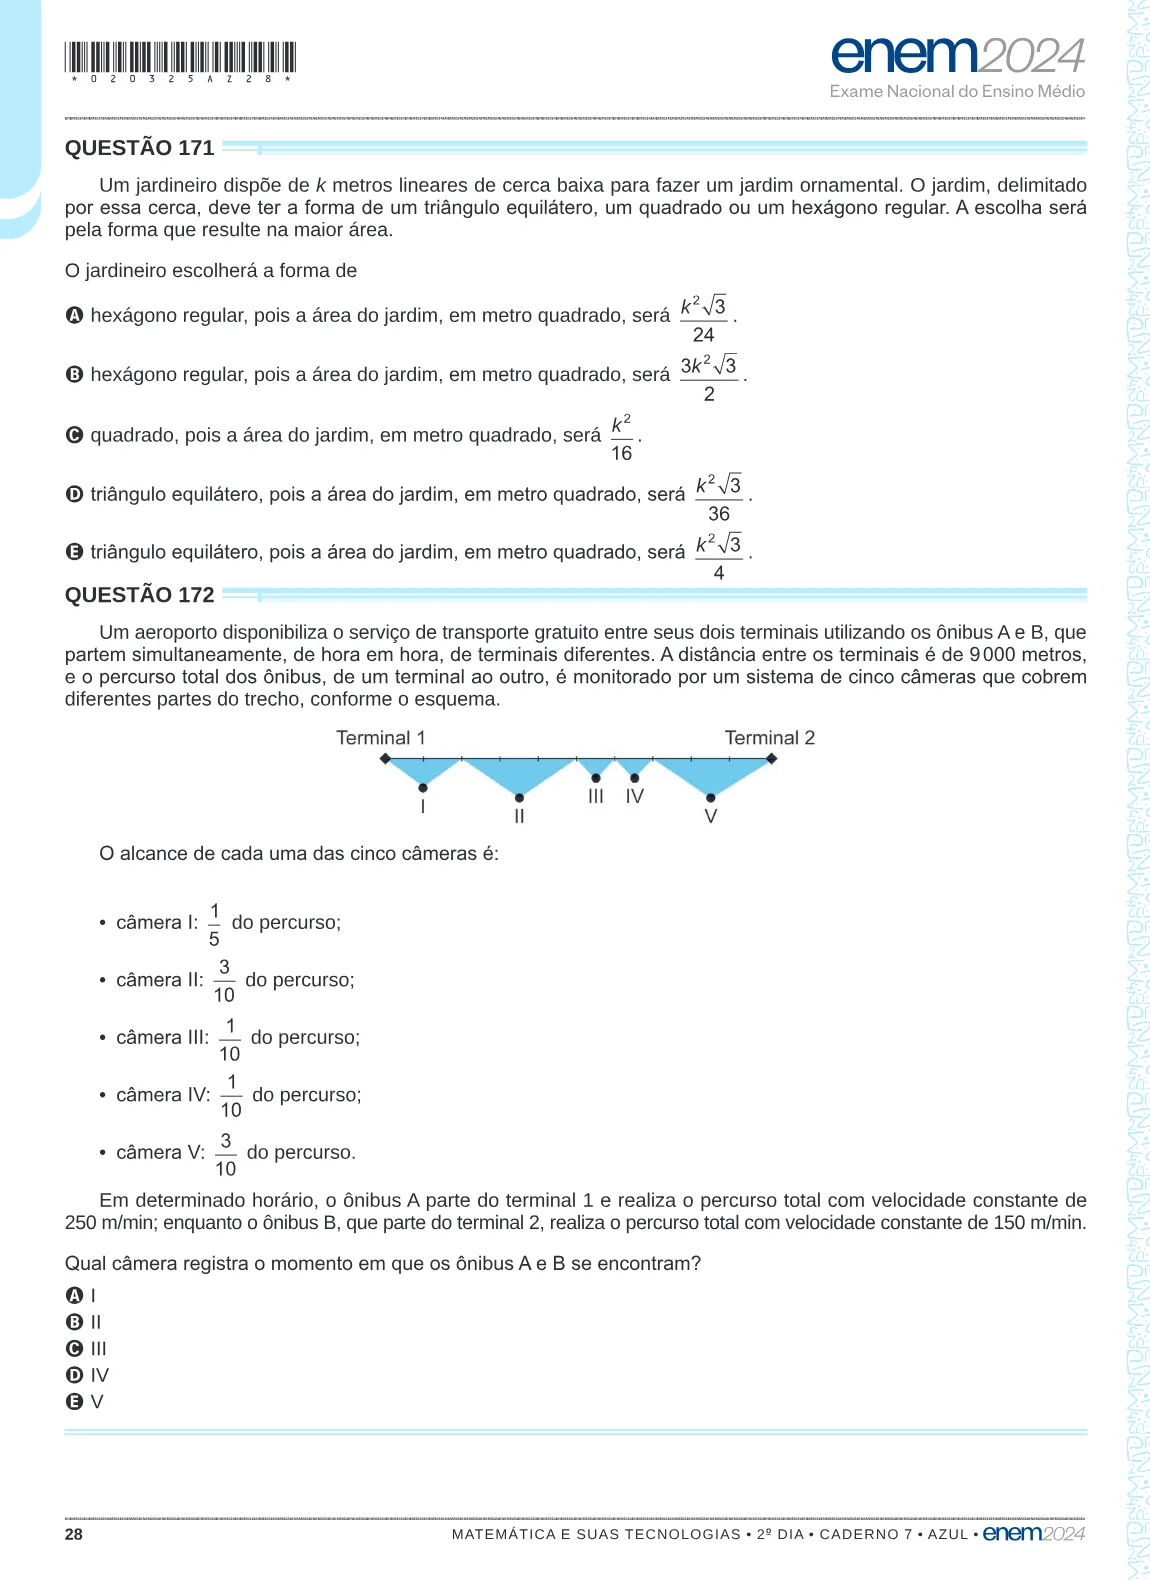 *020325AZ28*
enem2024
Exame Nacional do Ensino Médio
QUESTÃO 171
Um jardineiro dispõe de k metros lineares de cerca baixa para fazer um jardim ornamental. O jardim, delimitado
por essa cerca, deve ter a forma de um triângulo equilátero, um quadrado ou um hexágono regular. A escolha será
pela forma que resulte na maior área.
O jardineiro escolherá a forma de
A hexágono regular, pois a área do jardim, em metro quadrado, será k²√3/24.
B hexágono regular, pois a área do jardim, em metro quadrado, será 3k²√3/2.
C quadrado, pois a área do jardim, em metro quadrado, será k²/16.
D triângulo equilátero, pois a área do jardim, em metro quadrado, será k²√3/36.
E triângulo equilátero, pois a área do jardim, em metro quadrado, será k²√3/4.
QUESTÃO 172
Um aeroporto disponibiliza o serviço de transporte gratuito entre seus dois terminais utilizando os ônibus A e B, que
partem simultaneamente, de hora em hora, de terminais diferentes. A distância entre os terminais é de 9 000 metros,
e o percurso total dos ônibus, de um terminal ao outro, é monitorado por um sistema de cinco câmeras que cobrem
diferentes partes do trecho, conforme o esquema.
Terminal 1 Terminal 2
I II III IV V
O alcance de cada uma das cinco câmeras é:
• câmera I: 1/5 do percurso;
• câmera II: 3/10 do percurso;
• câmera III: 1/10 do percurso;
• câmera IV: 1/10 do percurso;
• câmera V: 3/10 do percurso.
Em determinado horário, o ônibus A parte do terminal 1 e realiza o percurso total com velocidade constante de
250 m/min; enquanto o ônibus B, que parte do terminal 2, realiza o percurso total com velocidade constante de 150 m/min.
Qual câmera registra o momento em que os ônibus A e B se encontram?
A I
B II
C III
D IV
E V
28 MATEMÁTICA E SUAS TECNOLOGIAS • 2º DIA • CADERNO 7 • AZUL • enem2024